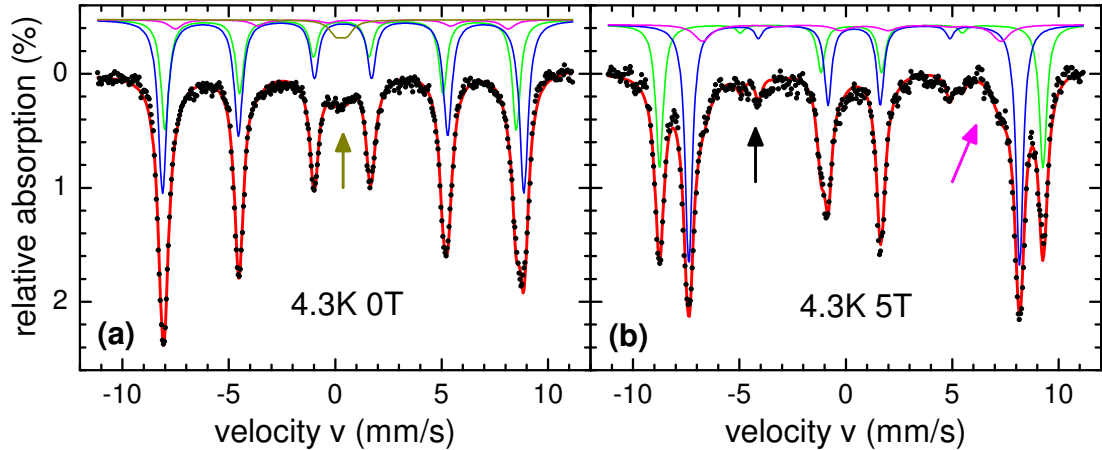 relative absorption (%)
0
1
2
(a)
4.3K 0T
(b)
4.3K 5T
-10 -5 0 5 10
-10 -5 0 5 10
velocity v (mm/s)
velocity v (mm/s)